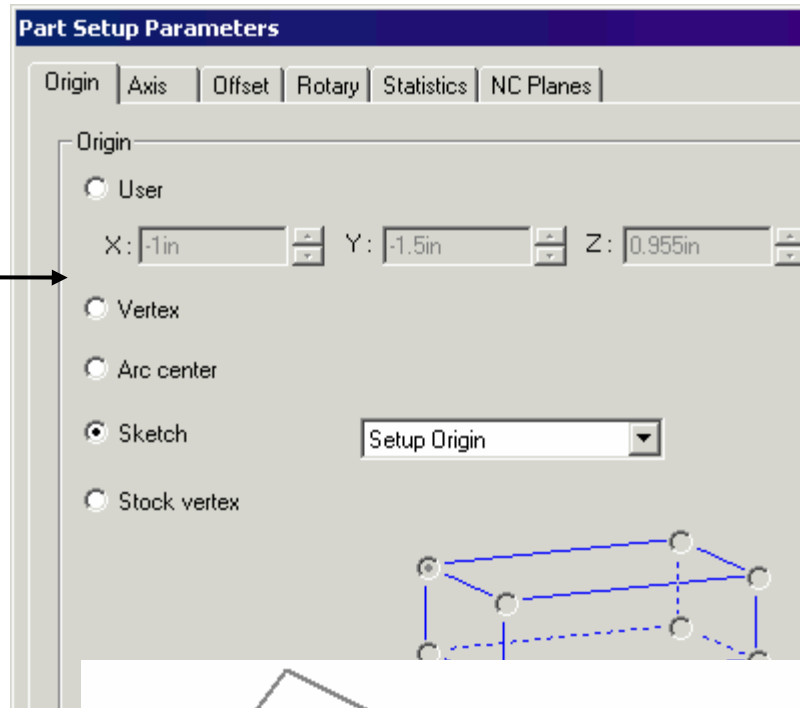 Part Setup Parameters
Origin Axis Offset Rotary Statistics NC Planes
Origin
User
X: -1in Y: -1.5in Z: 0.955in
Vertex
Arc center
Sketch Setup Origin
Stock vertex